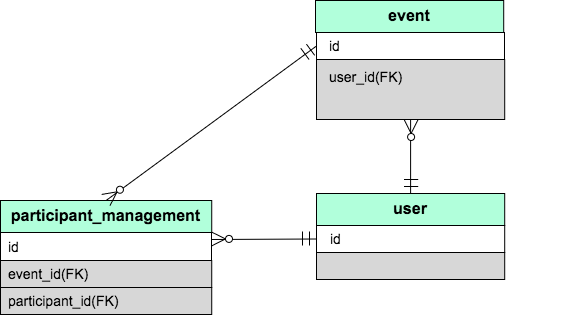 event
id
user_id(FK)
participant_management
id
event_id(FK)
participant_id(FK)
user
id